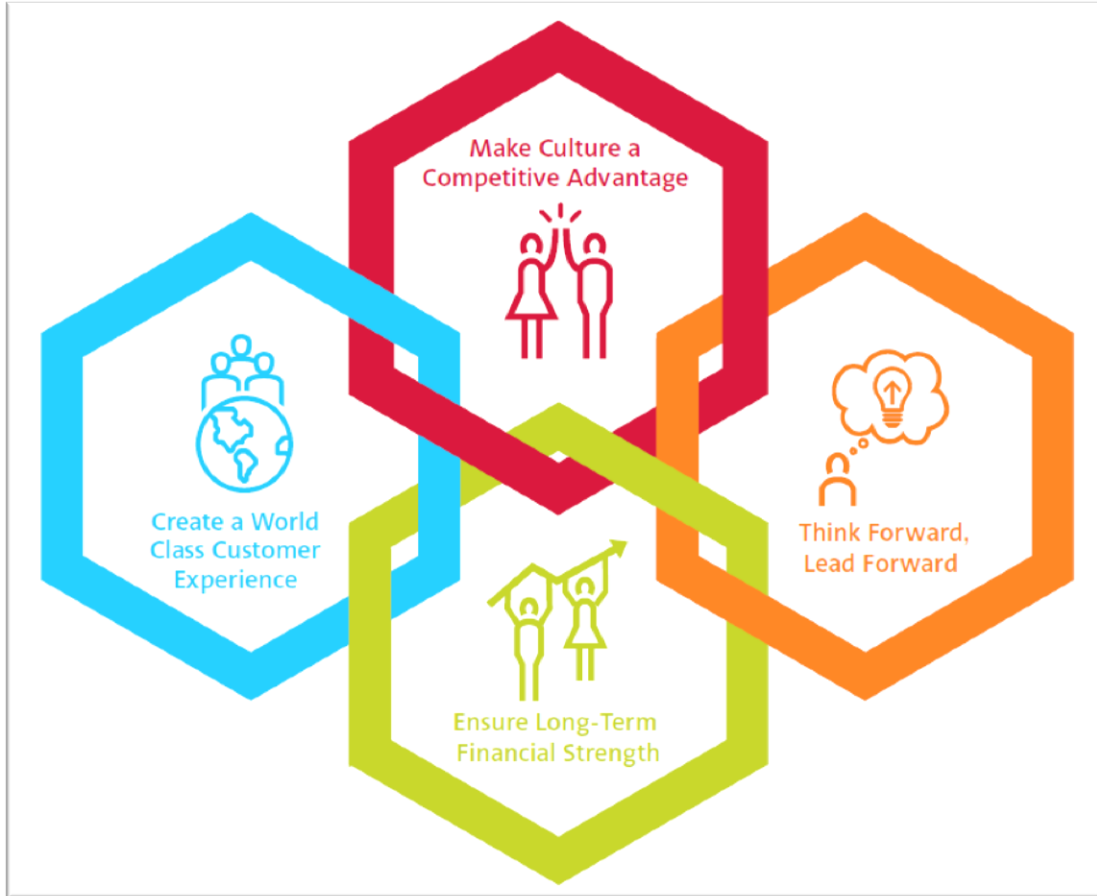 Make Culture a
Competitive Advantage
Create a World
Class Customer
Experience
Think Forward,
Lead Forward
Ensure Long-Term
Financial Strength